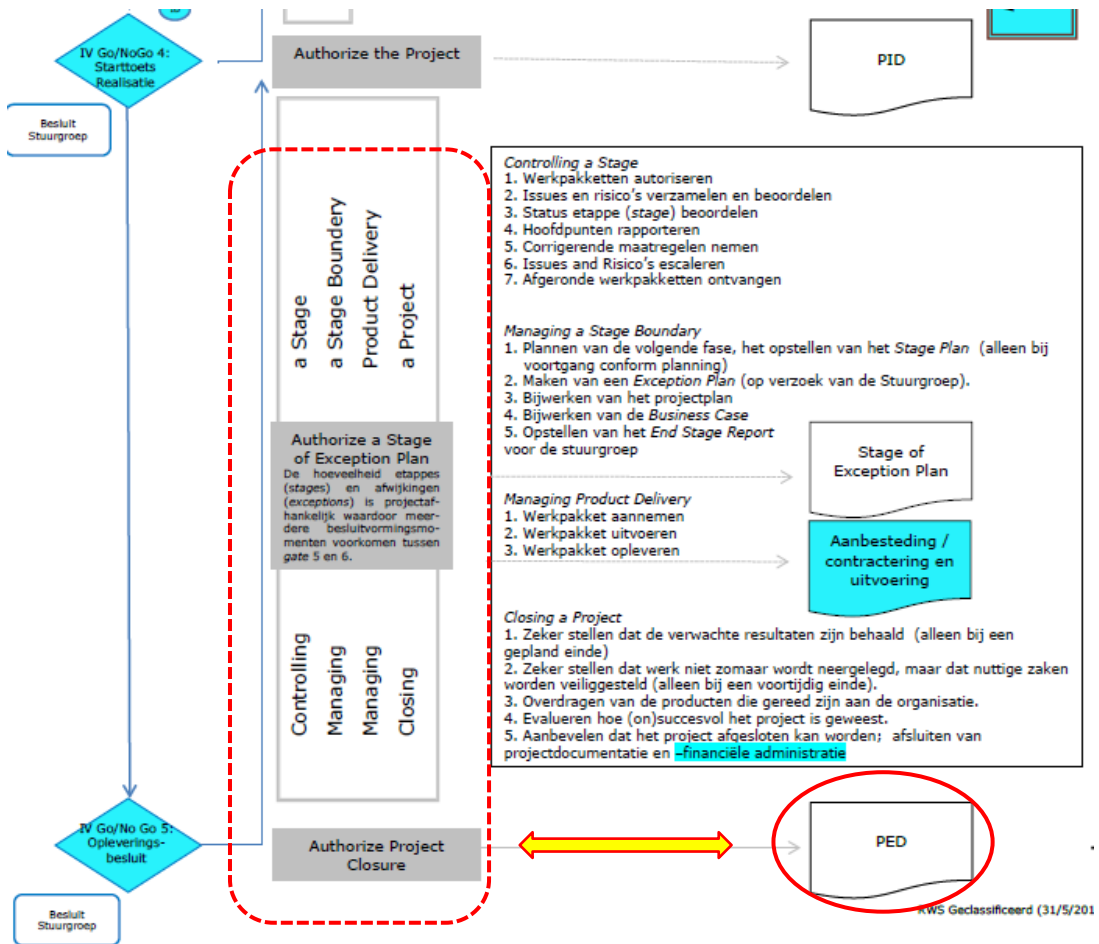 IV Go/NoGo 4:
Starttoets
Realisatie
Authorize the Project
PID
Besluit
Stuurgroep
a Stage
a Stage Boundery
Product Delivery
a Project
Controlling a Stage
1. Werkpakketten autoriseren
2. Issues en risico's verzamelen en beoordelen
3. Status etappe (stage) beoordelen
4. Hoofdpunten rapporteren
5. Corrigerende maatregelen nemen
6. Issues and Risico's escaleren
7. Afgeronde werkpakketten ontvangen
Managing a Stage Boundary
1. Plannen van de volgende fase, het opstellen van het Stage Plan (alleen bij
voortgang conform planning)
2. Maken van een Exception Plan (op verzoek van de Stuurgroep).
3. Bijwerken van het projectplan
4. Bijwerken van de Business Case
5. Opstellen van het End Stage Report
voor de stuurgroep
Authorize a Stage
of Exception Plan
De hoeveelheid etappes
(stages) en afwijkingen
(exceptions) is projectaf-
hankelijk waardoor meer-
dere besluitvormingsmo-
menten voorkomen tussen
gate 5 en 6.
Stage of
Exception Plan
Managing Product Delivery
1. Werkpakket aannemen
2. Werkpakket uitvoeren
3. Werkpakket opleveren
Aanbesteding /
contractering en
uitvoering
Controlling
Managing
Managing
Closing
Closing a Project
1. Zeker stellen dat de verwachte resultaten zijn behaald (alleen bij een
gepland einde)
2. Zeker stellen dat werk niet zomaar wordt neergelegd, maar dat nuttige zaken
worden veiliggesteld (alleen bij een voortijdig einde).
3. Overdragen van de producten die gereed zijn aan de organisatie.
4. Evalueren hoe (on)succesvol het project is geweest.
5. Aanbevelen dat het project afgesloten kan worden; afsluiten van
projectdocumentatie en –financiële administratie
IV Go/No Go 5:
Opleverings-
besluit
Authorize Project
Closure
PED
Besluit
Stuurgroep
RWS Geclassificeerd (31/5/201